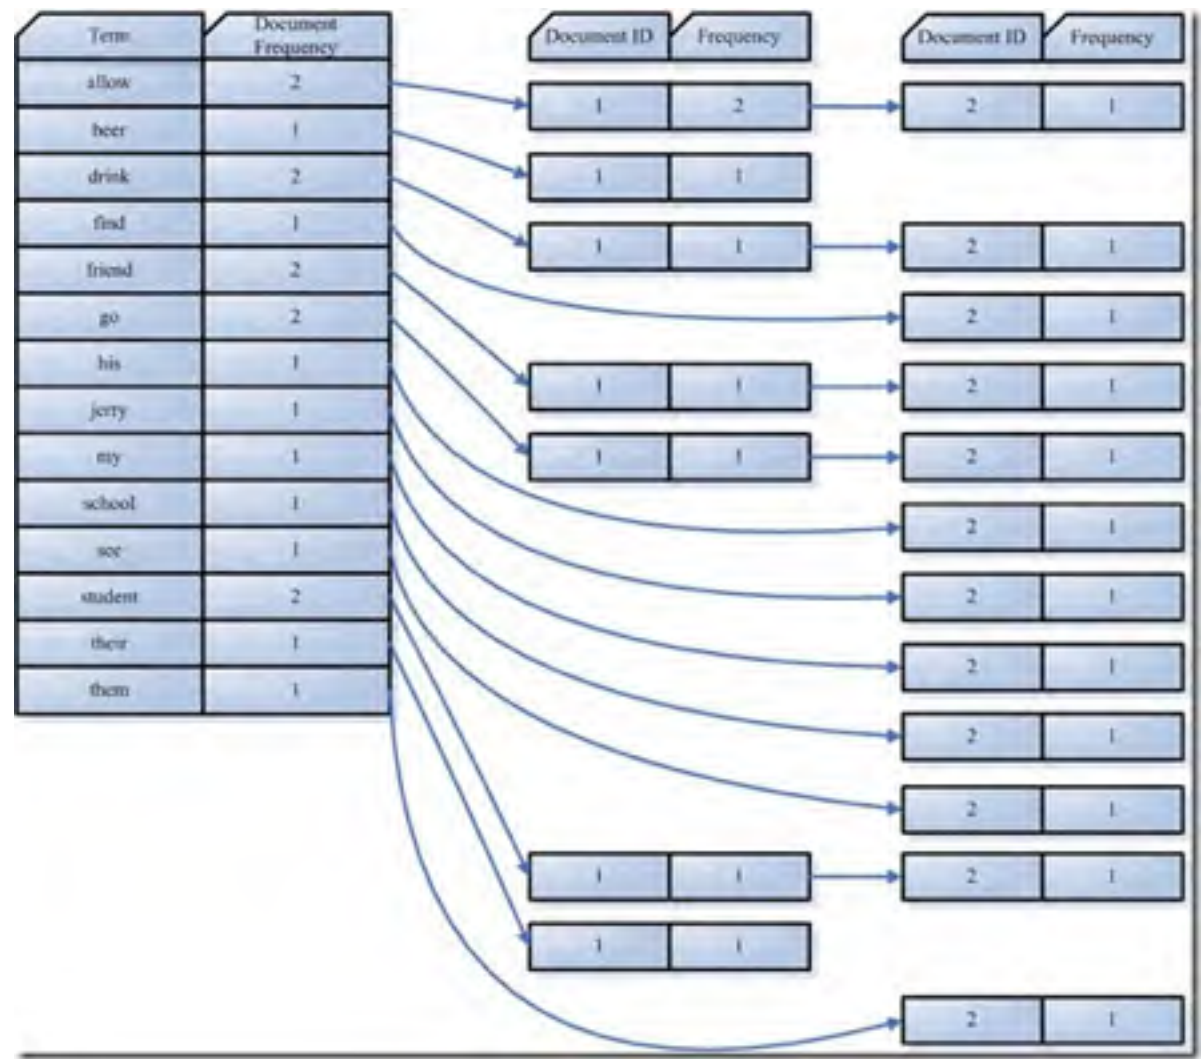 Term Document Frequency Document ID Frequency Document ID Frequency
allow 2 1 2 2 1
beer 1 1 1
drink 2 1 1 2 1
find 1 2 1
friend 2 1 1 2 1
go 2 1 1 2 1
his 1 2 1
jerry 1 2 1
my 1 2 1
school 1 2 1
see 1 2 1
student 2 1 1 2 1
their 1 1 1
them 1 2 1